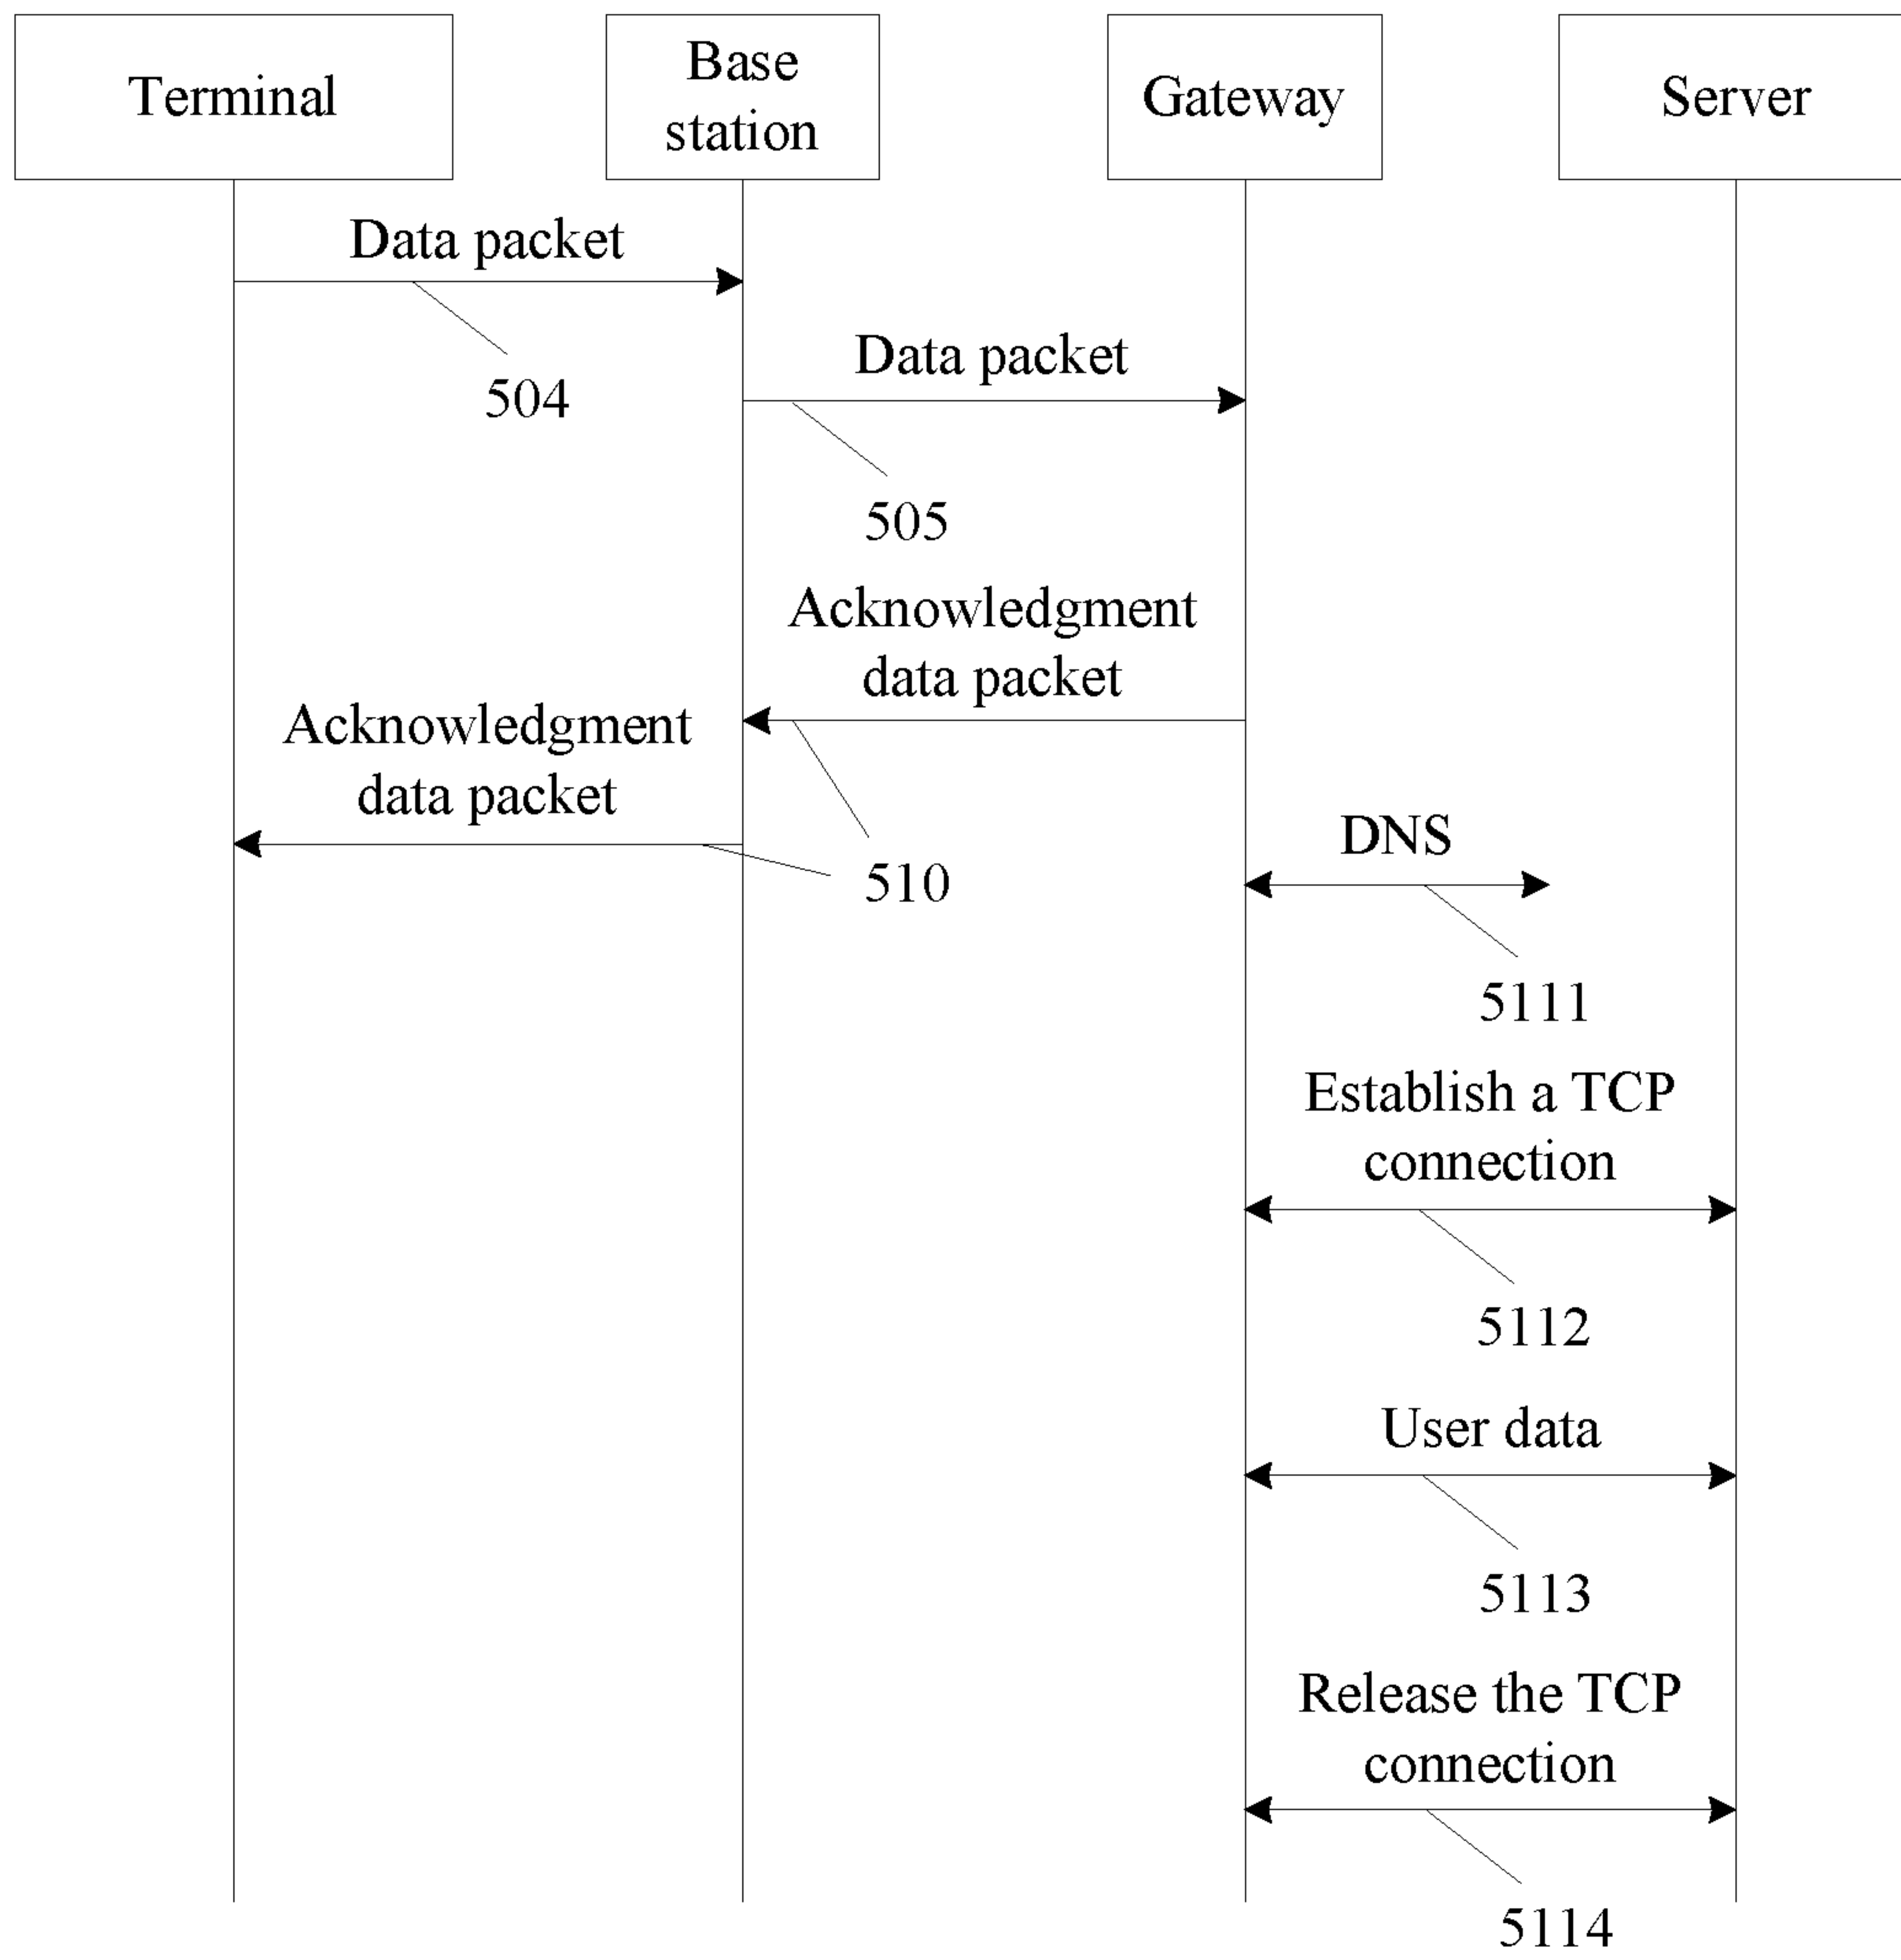 Terminal
Base
station
Gateway
Server
Data packet
504
Data packet
505
Acknowledgment
data packet
Acknowledgment
data packet
510
DNS
5111
Establish a TCP
connection
5112
User data
5113
Release the TCP
connection
5114